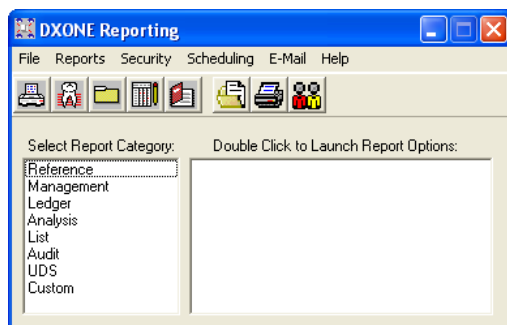 DXONE Reporting
File Reports Security Scheduling E-Mail Help
Select Report Category: Double Click to Launch Report Options:
Reference
Management
Ledger
Analysis
List
Audit
UDS
Custom